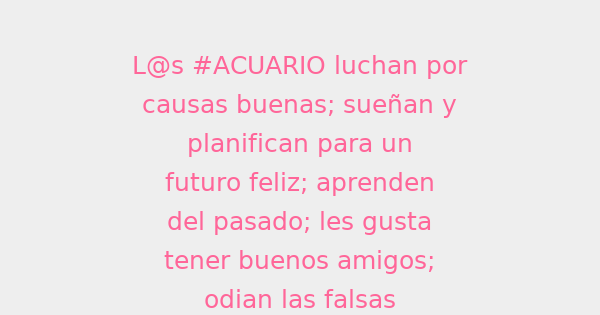 L@s #ACUARIO luchan por
causas buenas; sueñan y
planifican para un
futuro feliz; aprenden
del pasado; les gusta
tener buenos amigos;
odian las falsas